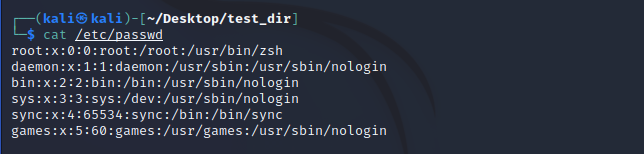 ┌──(kali㉿kali)-[~/Desktop/test_dir]
└─$ cat /etc/passwd
root:x:0:0:root:/root:/usr/bin/zsh
daemon:x:1:1:daemon:/usr/sbin:/usr/sbin/nologin
bin:x:2:2:bin:/bin:/usr/sbin/nologin
sys:x:3:3:sys:/dev:/usr/sbin/nologin
sync:x:4:65534:sync:/bin:/bin/sync
games:x:5:60:games:/usr/games:/usr/sbin/nologin